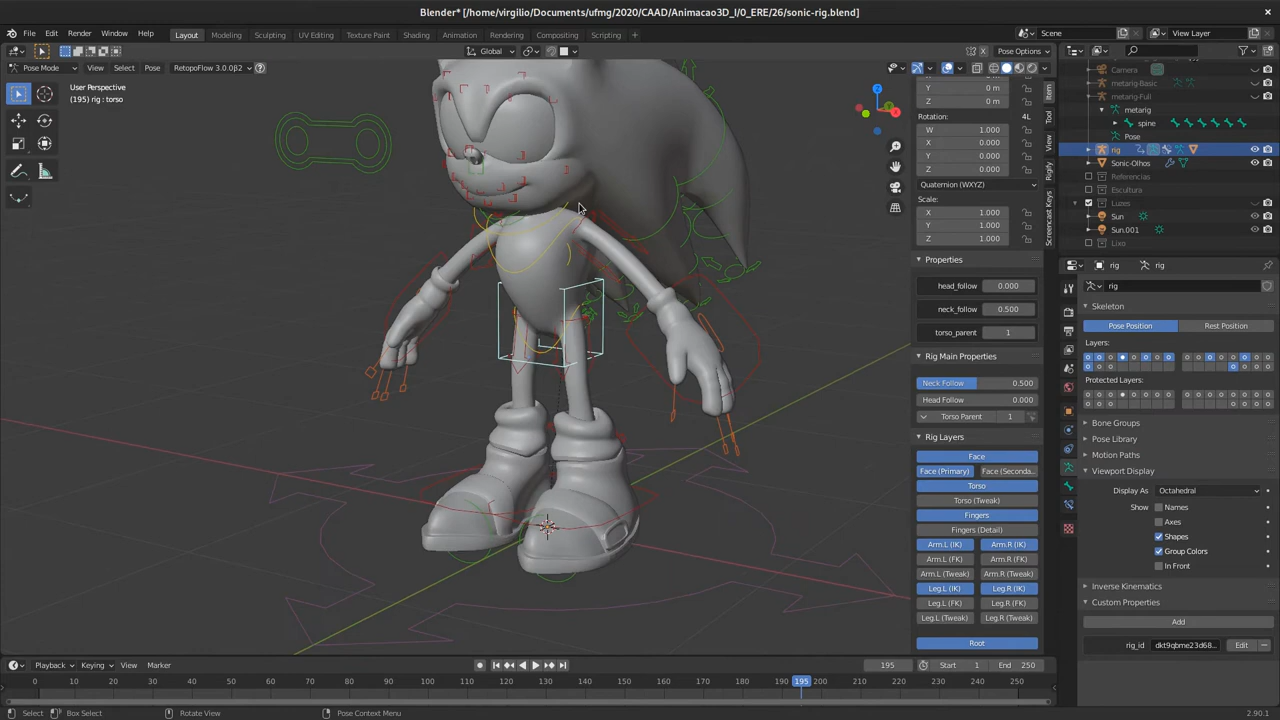 Blender* [/home/virgilio/Documents/ufmg/2020/CAAD/Animacao3D_I/0_ERE/26/sonic-rig.blend]
File Edit Render Window Help Layout Modeling Sculpting UV Editing Texture Paint Shading Animation Rendering Compositing Scripting + Scene View Layer
Global Pose Options
Pose Mode View Select Pose RetopoFlow 3.0.0β2
User Perspective
(195) rig : torso
Z
X
Y 0 m
Z 0 m
Rotation: 4L
W 1.000
X 0.000
Y 0.000
Z 0.000
Quaternion (WXYZ)
Scale:
X 1.000
Y 1.000
Z 1.000
Properties
head_follow 0.000
neck_follow 0.500
torso_parent 1
Rig Main Properties
Neck Follow 0.500
Head Follow 0.000
Torso Parent 1
Rig Layers
Face
Face (Primary) Face (Seconda...
Torso
Torso (Tweak)
Fingers
Fingers (Detail)
Arm.L (IK) Arm.R (IK)
Arm.L (FK) Arm.R (FK)
Arm.L (Tweak) Arm.R (Tweak)
Leg.L (IK) Leg.R (IK)
Leg.L (FK) Leg.R (FK)
Leg.L (Tweak) Leg.R (Tweak)
Root
Item
Tool
View
Rigify
Screencast Keys
Camera
metarig-Basic
metarig-Full
metarig
spine
Pose
rig
Sonic-Olhos
Referencias
Escultura
Luzes
Sun
Sun.001
Lixo
rig rig
rig
Skeleton
Pose Position Rest Position
Layers:
Protected Layers:
Bone Groups
Pose Library
Motion Paths
Viewport Display
Display As Octahedral
Show Names
Axes
Shapes
Group Colors
In Front
Inverse Kinematics
Custom Properties
Add
rig_id dkt9qbme23d68... Edit
Playback Keying View Marker 195 Start 1 End 250
0 10 20 30 40 50 60 70 80 90 100 110 120 130 140 150 160 170 180 190 195 200 210 220 230 240 250
Select Box Select Rotate View Pose Context Menu 2.90.1